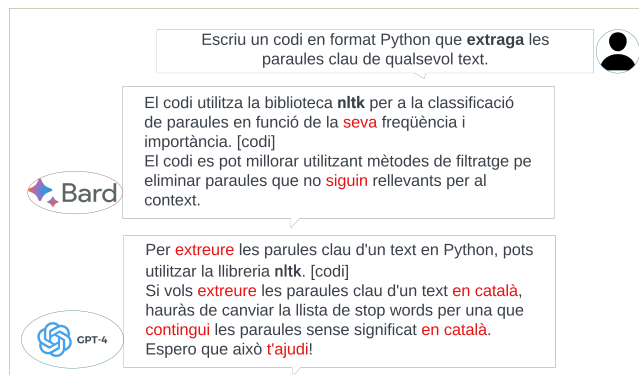 Escriu un codi en format Python que extraga les
paraules clau de qualsevol text.
El codi utilitza la biblioteca nltk per a la classificació
de paraules en funció de la seva freqüència i
importància. [codi]
El codi es pot millorar utilitzant mètodes de filtratge pe
eliminar paraules que no siguin rellevants per al
context.
Bard
Per extreure les parules clau d'un text en Python, pots
utilitzar la llibreria nltk. [codi]
Si vols extreure les paraules clau d'un text en català,
hauràs de canviar la llista de stop words per una que
contingui les paraules sense significat en català.
Espero que això t'ajudi!
GPT-4